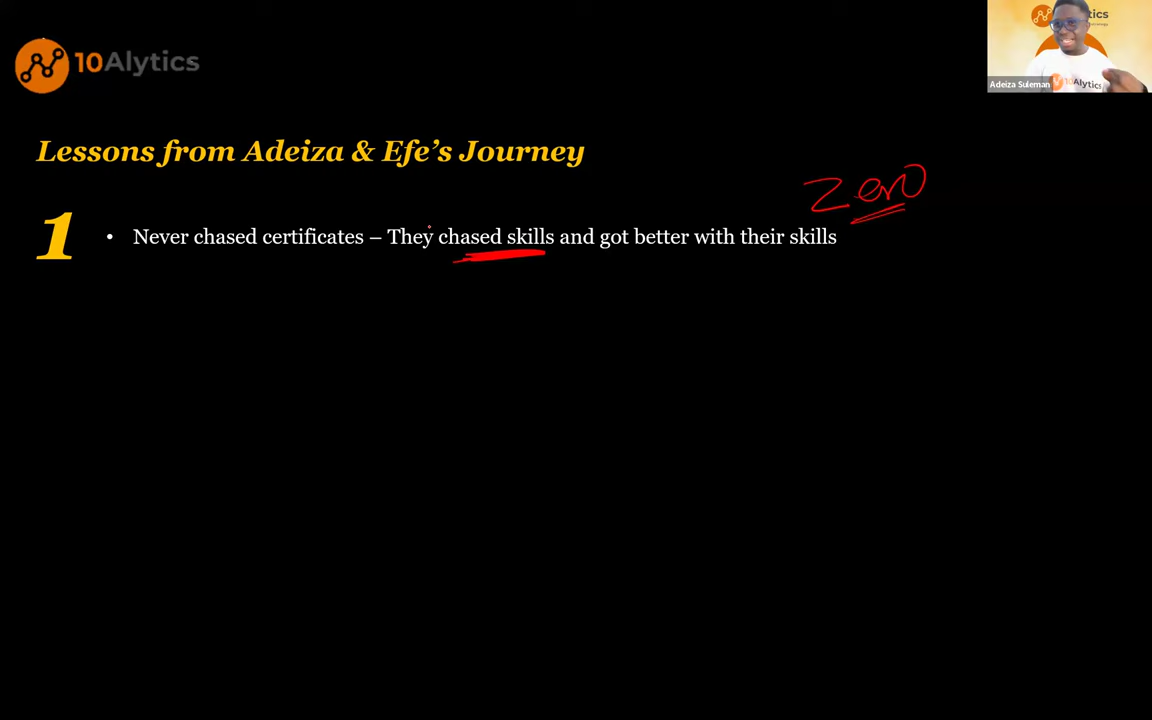 10Alytics
Adeiza Suleman
10Alytics
Lessons from Adeiza & Efe's Journey
zero
1
• Never chased certificates – They chased skills and got better with their skills